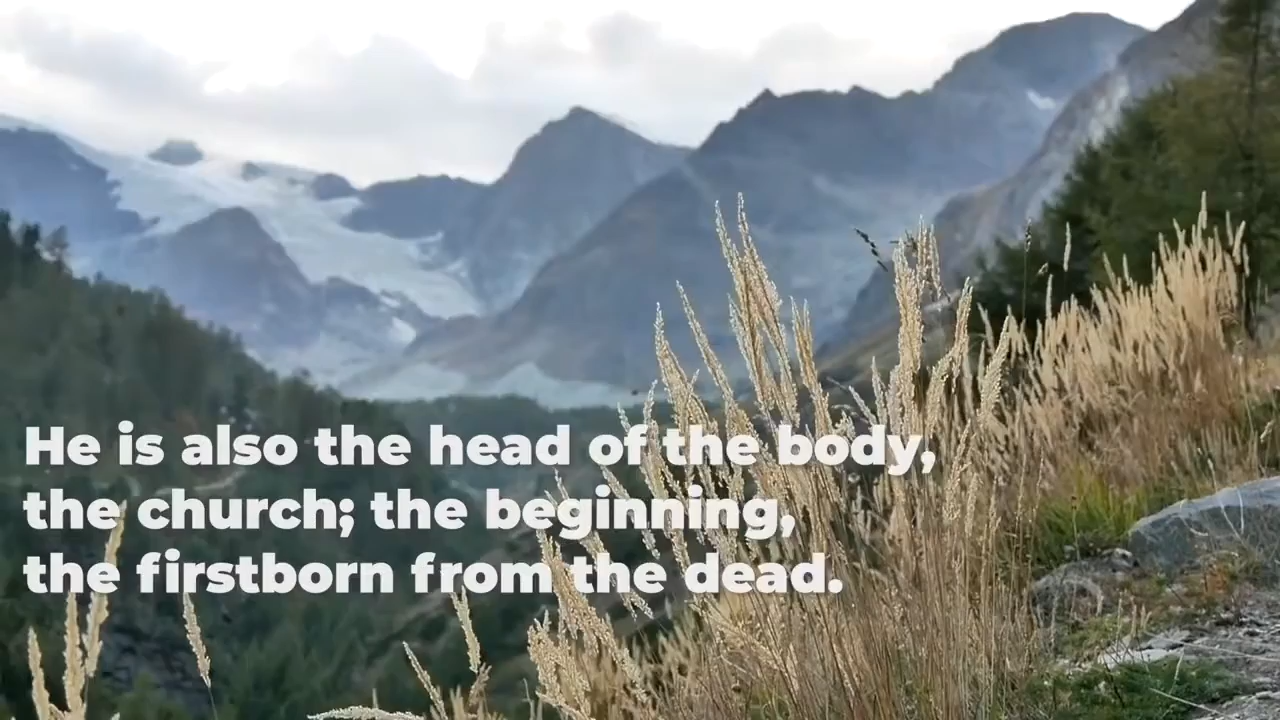 He is also the head of the body,
the church; the beginning,
the firstborn from the dead.